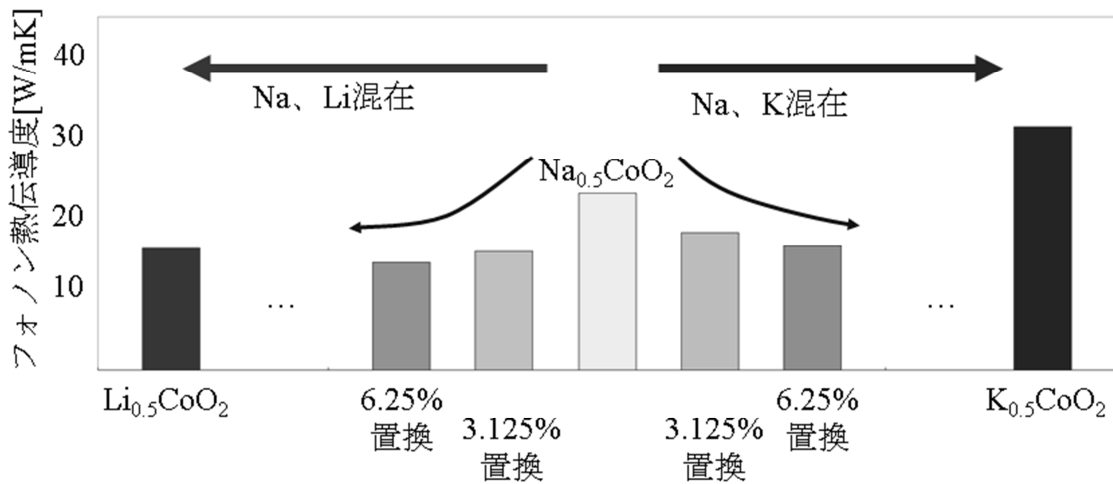 フォノン熱伝導度[W/mK]
40
30
20
10
Na、Li混在
Na、K混在
Na0.5CoO2
…
…
Li0.5CoO2
6.25%
置換
3.125%
置換
3.125%
置換
6.25%
置換
K0.5CoO2